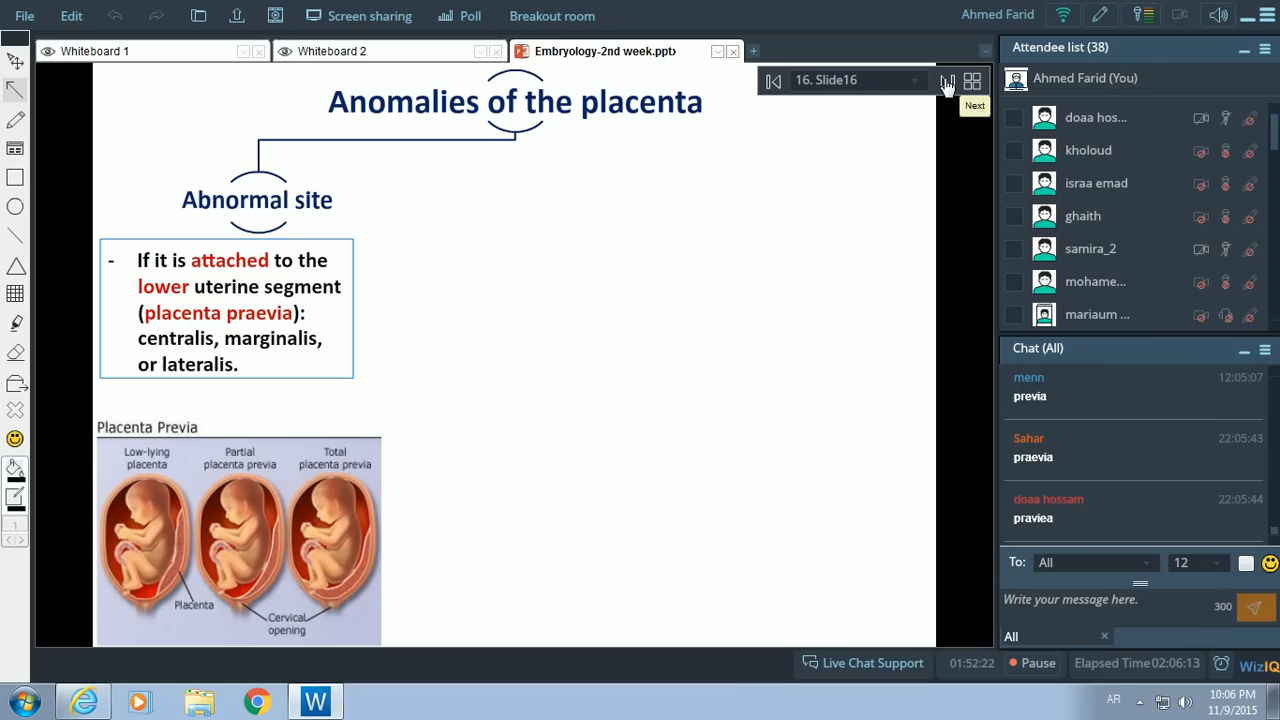 File Edit Screen sharing Poll Breakout room Ahmed Farid
Whiteboard 1 Whiteboard 2 Embryology-2nd week.ppt
16. Slide16
Next
Anomalies of the placenta
Abnormal site
- If it is attached to the
lower uterine segment
(placenta praevia):
centralis, marginalis,
or lateralis.
Placenta Previa
Low-lying
placenta
Partial
placenta previa
Total
placenta previa
Placenta
Cervical
opening
1
Attendee list (38)
Ahmed Farid (You)
doaa hos...
kholoud
israa emad
ghaith
samira_2
mohame...
mariaum ...
Chat (All)
menn 12:05:07
previa
Sahar 22:05:43
praevia
doaa hossam 22:05:44
praviea
To: All 12
Write your message here. 300
All
Live Chat Support 01:52:22 Pause Elapsed Time 02:06:13 WizIQ
AR 10:06 PM
11/9/2015